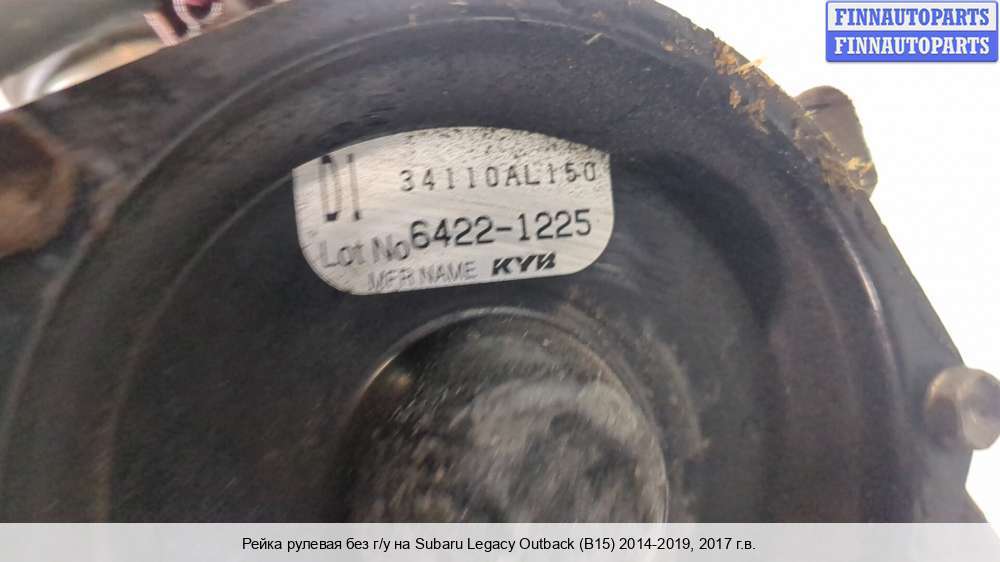 FINNAUTOPARTS
FINNAUTOPARTS
D1 34110AL150
Lot No 6422-1225
MFR.NAME KYB
Рейка рулевая без г/у на Subaru Legacy Outback (B15) 2014-2019, 2017 г.в.